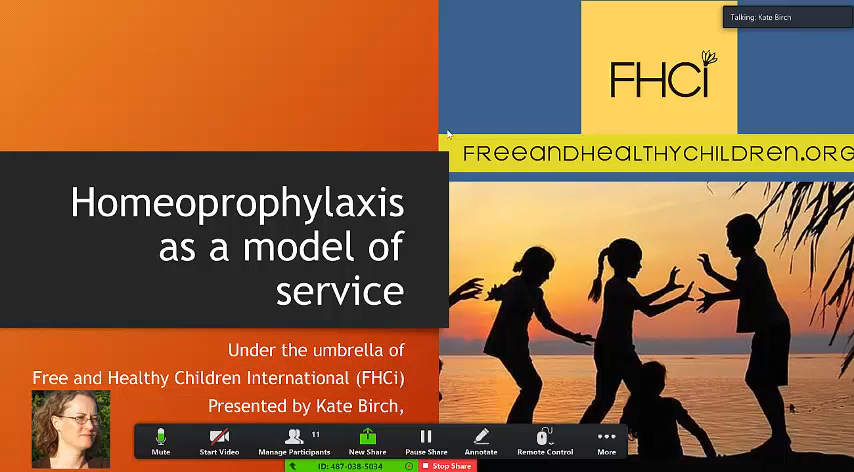 Talking: Kate Birch
FHCi
FREEANDHEALTHYCHILDREN.ORG
Homeoprophylaxis
as a model of
service
Under the umbrella of
Free and Healthy Children International (FHCi)
Presented by Kate Birch,
Mute
Start Video
11
Manage Participants
New Share
Pause Share
Annotate
Remote Control
More
ID: 487-038-5034
Stop Share